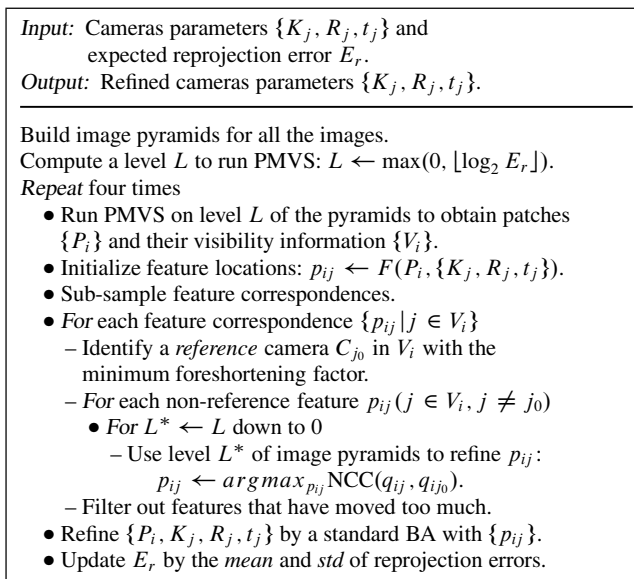 Input: Cameras parameters {K_j, R_j, t_j} and
expected reprojection error E_r.
Output: Refined cameras parameters {K_j, R_j, t_j}.
Build image pyramids for all the images.
Compute a level L to run PMVS: L ← max(0, ⌊log_2 E_r⌋).
Repeat four times
• Run PMVS on level L of the pyramids to obtain patches
{P_i} and their visibility information {V_i}.
• Initialize feature locations: p_ij ← F(P_i, {K_j, R_j, t_j}).
• Sub-sample feature correspondences.
• For each feature correspondence {p_ij | j ∈ V_i}
– Identify a reference camera C_j_0 in V_i with the
minimum foreshortening factor.
– For each non-reference feature p_ij (j ∈ V_i, j ≠ j_0)
• For L* ← L down to 0
– Use level L* of image pyramids to refine p_ij:
p_ij ← argmax_p_ij NCC(q_ij, q_ij_0).
– Filter out features that have moved too much.
• Refine {P_i, K_j, R_j, t_j} by a standard BA with {p_ij}.
• Update E_r by the mean and std of reprojection errors.